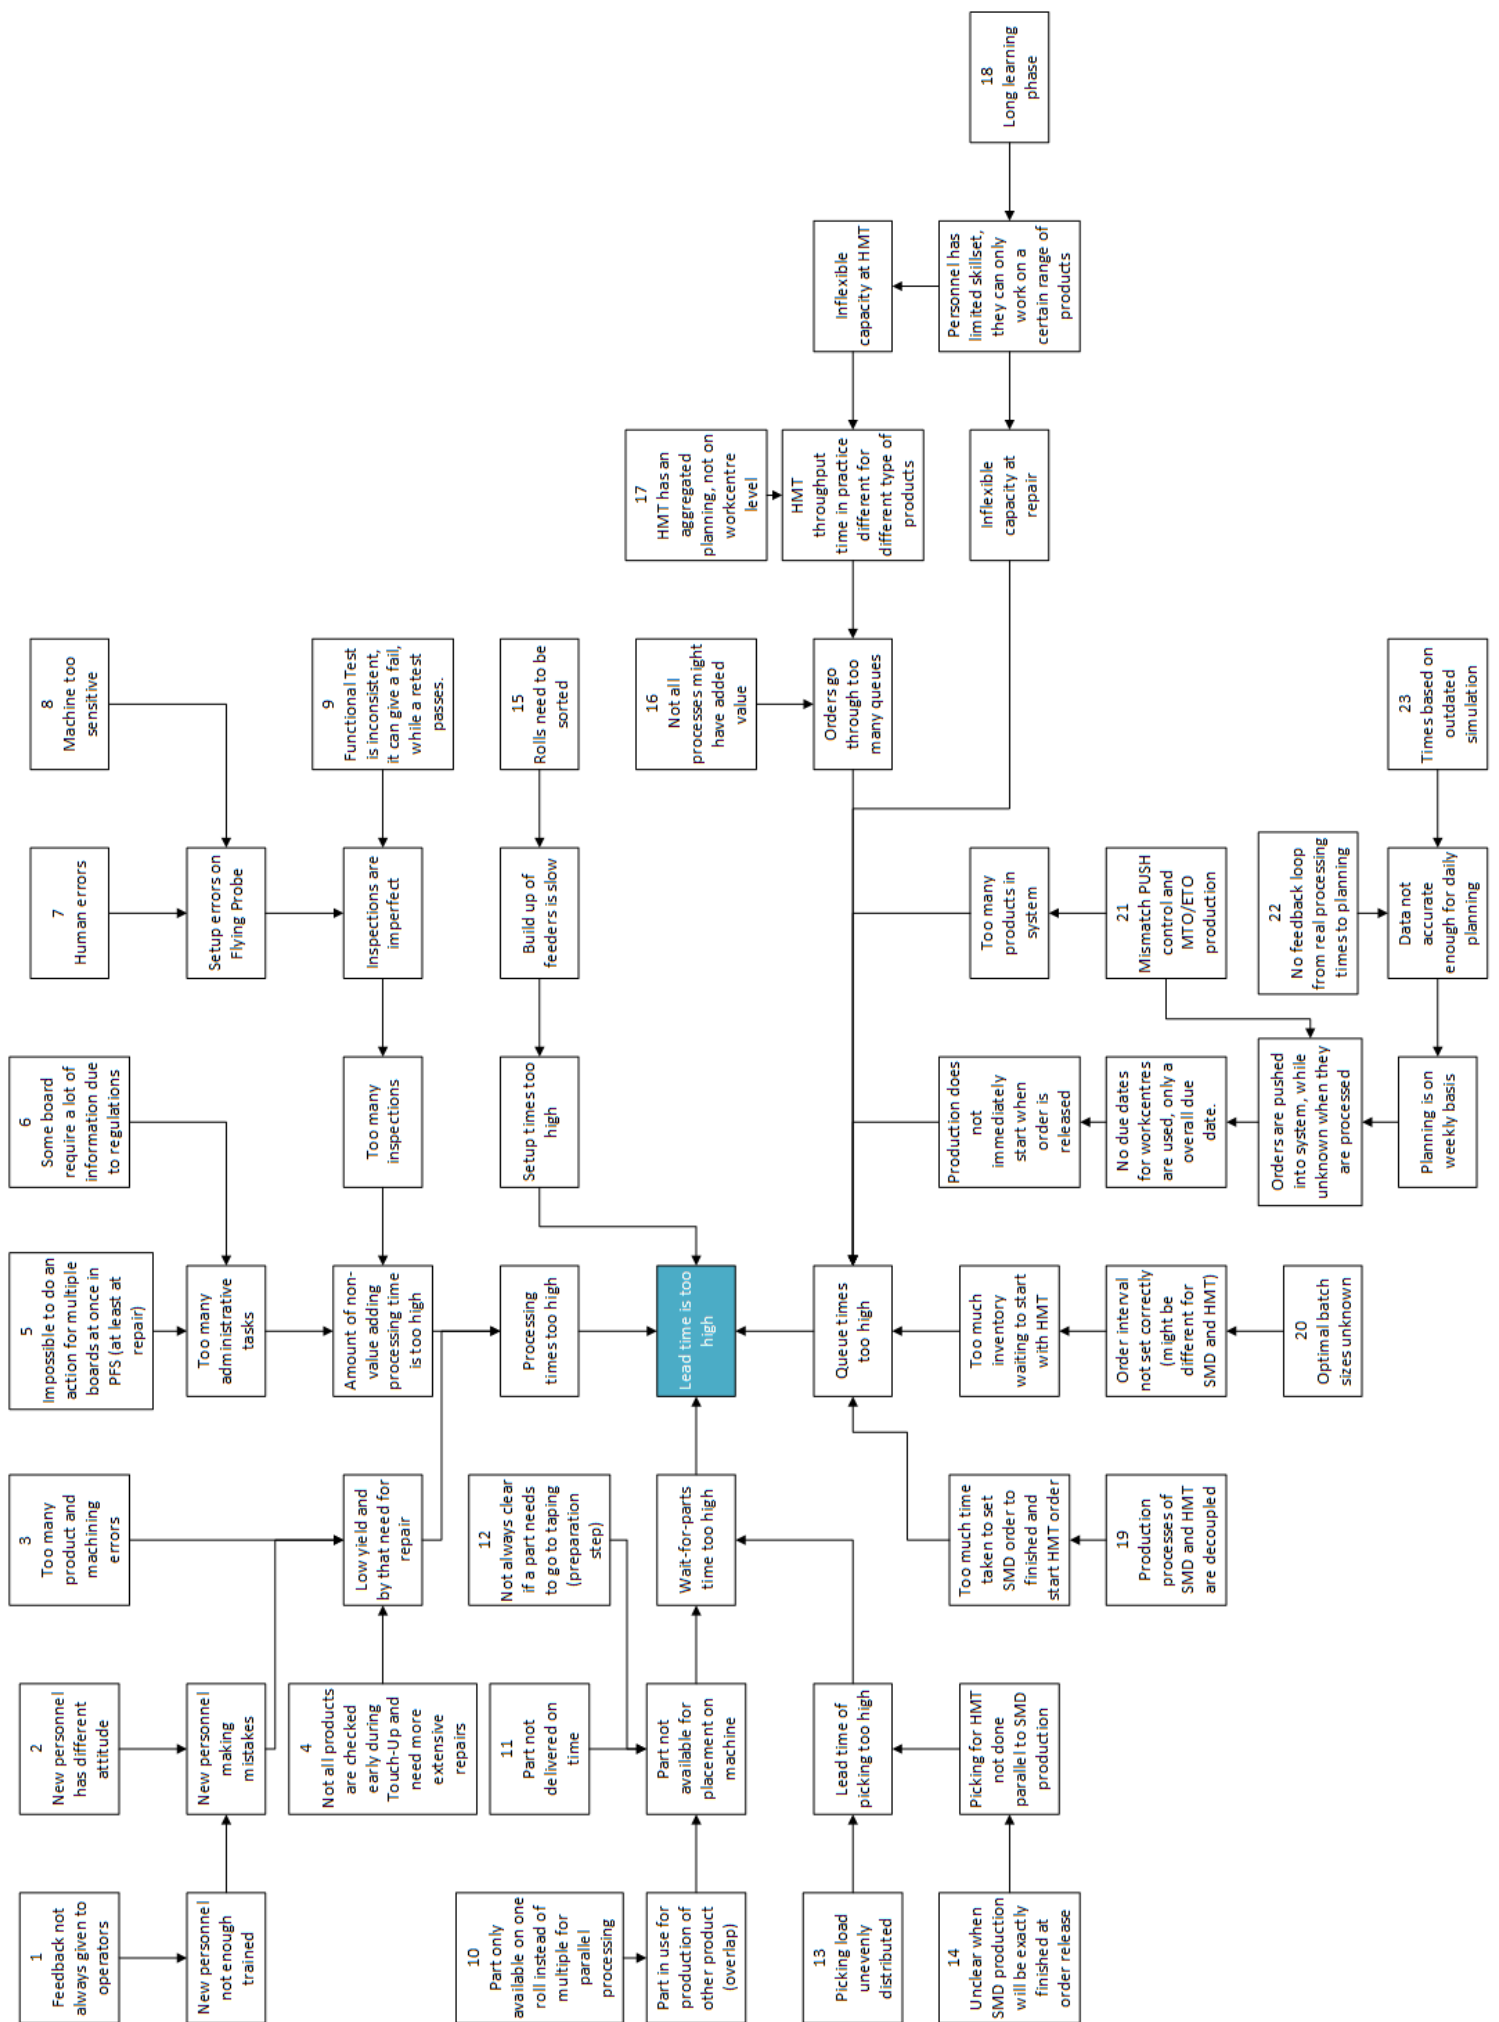 1
Feedback not
always given to
operators
2
New personnel
has different
attitude
3
Too many
product and
machining
errors
5
Impossible to do an
action for multiple
boards at once in
PFS (at least at
repair)
6
Some board
require a lot of
information due
to regulations
7
Human errors
8
Machine too
sensitive
New personnel
not enough
trained
New personnel
making
mistakes
Too many
administrative
tasks
Setup errors on
Flying Probe
4
Not all products
are checked
early during
Touch-Up and
need more
extensive
repairs
Low yield and
by that need for
repair
Amount of non-
value adding
processing time
is too high
Too many
inspections
Inspections are
imperfect
9
Functional Test
is inconsistent,
it can give a fail,
while a retest
passes.
10
Part only
available on one
roll instead of
multiple for
parallel
processing
11
Part not
delivered on
time
12
Not always clear
if a part needs
to go to taping
(preparation
step)
Processing
times too high
Setup times too
high
Build up of
feeders is slow
15
Rolls need to be
sorted
Part in use for
production of
other product
(overlap)
Part not
available for
placement on
machine
Wait-for-parts
time too high
Lead time is too
high
16
Not all
processes might
have added
value
17
HMT has an
aggregated
planning, not on
workcentre
level
13
Picking load
unevenly
distributed
Lead time of
picking too high
Queue times
too high
Orders go
through too
many queues
HMT
throughput
time in practice
different for
different type of
products
Inflexible
capacity at HMT
14
Unclear when
SMD production
will be exactly
finished at
order release
Picking for HMT
not done
parallel to SMD
production
Too much time
taken to set
SMD order to
finished and
start HMT order
Too much
inventory
waiting to start
with HMT
Production does
not
immediately
start when
order is
released
Too many
products in
system
Inflexible
capacity at
repair
Personnel has
limited skillset,
they can only
work on a
certain range of
products
18
Long learning
phase
19
Production
processes of
SMD and HMT
are decoupled
Order interval
not set correctly
(might be
different for
SMD and HMT)
No due dates
for workcentres
are used, only a
overall due
date.
21
Mismatch PUSH
control and
MTO/ETO
production
20
Optimal batch
sizes unknown
Orders are pushed
into system, while
unknown when they
are processed
22
No feedback loop
from real processing
times to planning
Planning is on
weekly basis
Data not
accurate
enough for daily
planning
23
Times based on
outdated
simulation